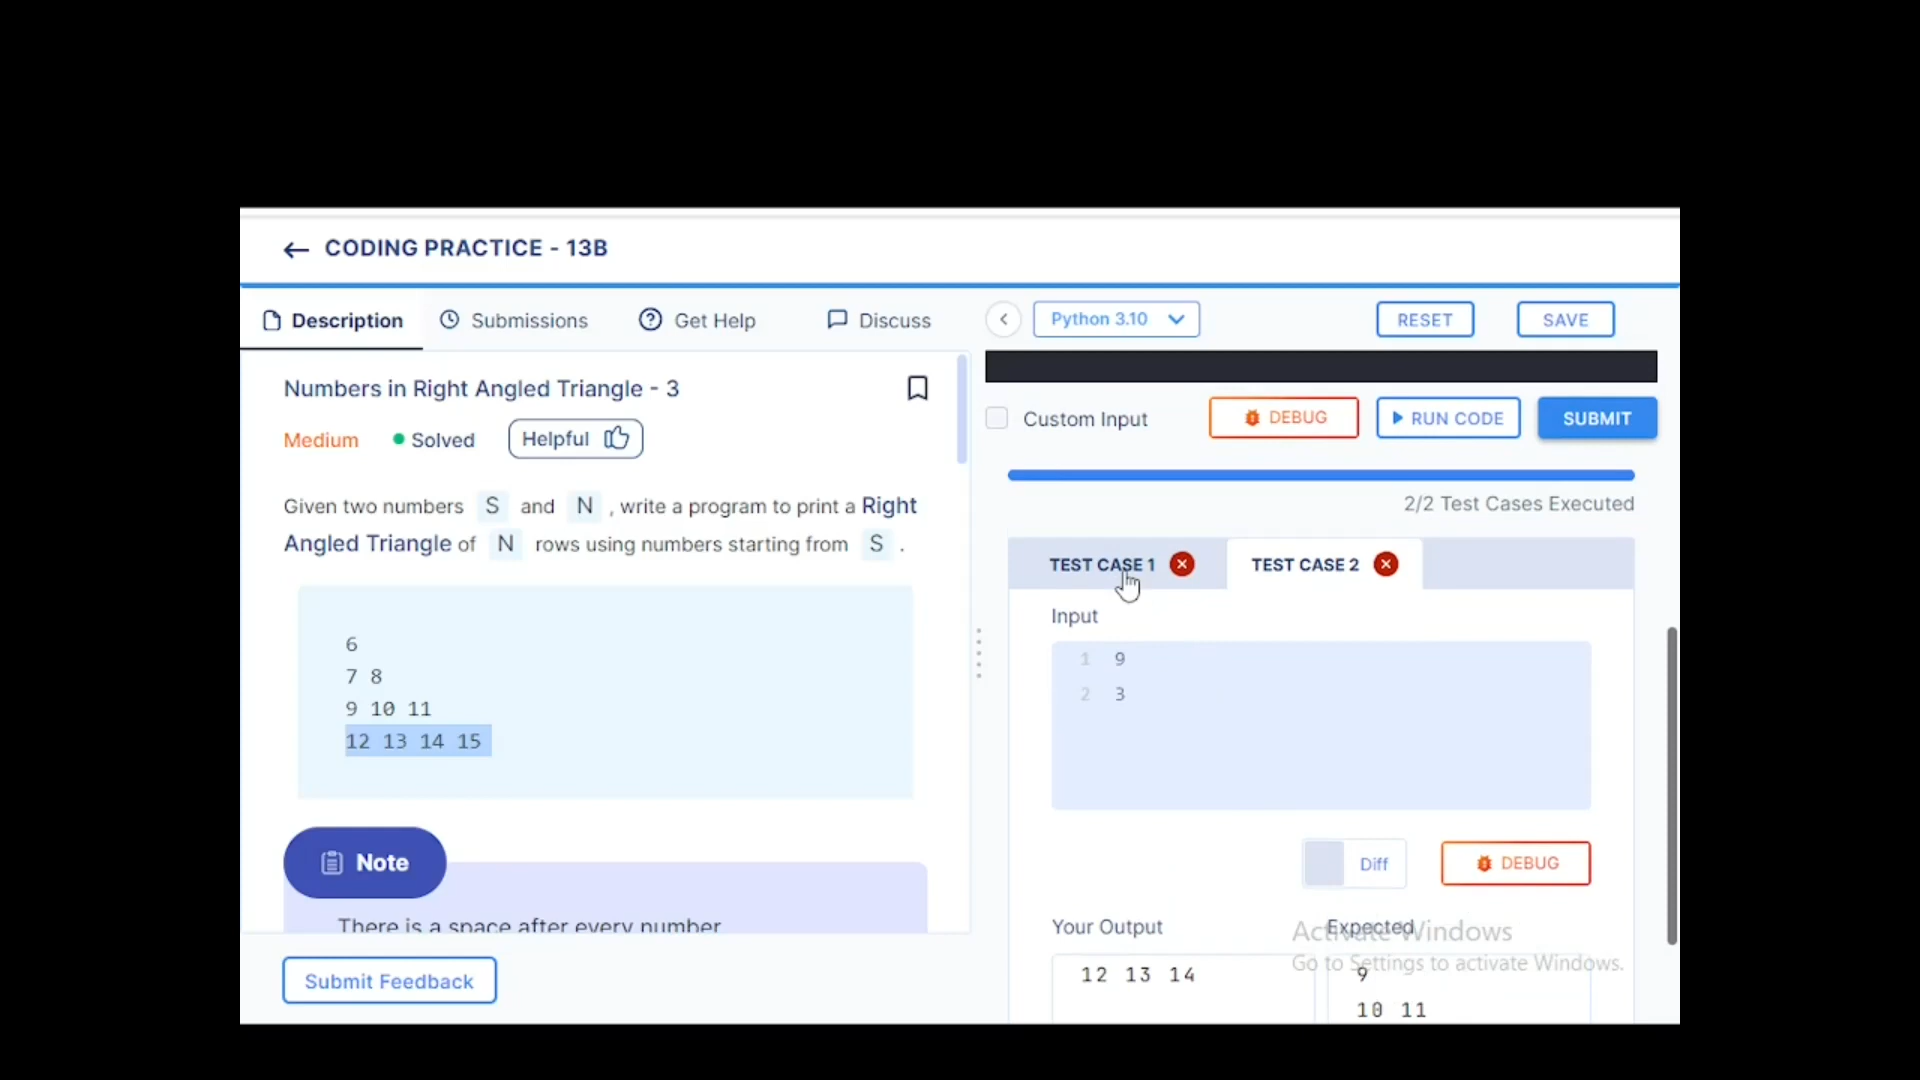 CODING PRACTICE - 13B
Description
Submissions
Get Help
Discuss
Python 3.10
RESET
SAVE
Numbers in Right Angled Triangle - 3
Medium
Solved
Helpful
Given two numbers S and N , write a program to print a Right
Angled Triangle of N rows using numbers starting from S .
6
7 8
9 10 11
12 13 14 15
Note
There is a space after every number
Submit Feedback
Custom Input
DEBUG
RUN CODE
SUBMIT
2/2 Test Cases Executed
TEST CASE 1
TEST CASE 2
Input
1 9
2 3
Diff
DEBUG
Your Output
12 13 14
Expected
9
10 11
Activate Windows
Go to Settings to activate Windows.